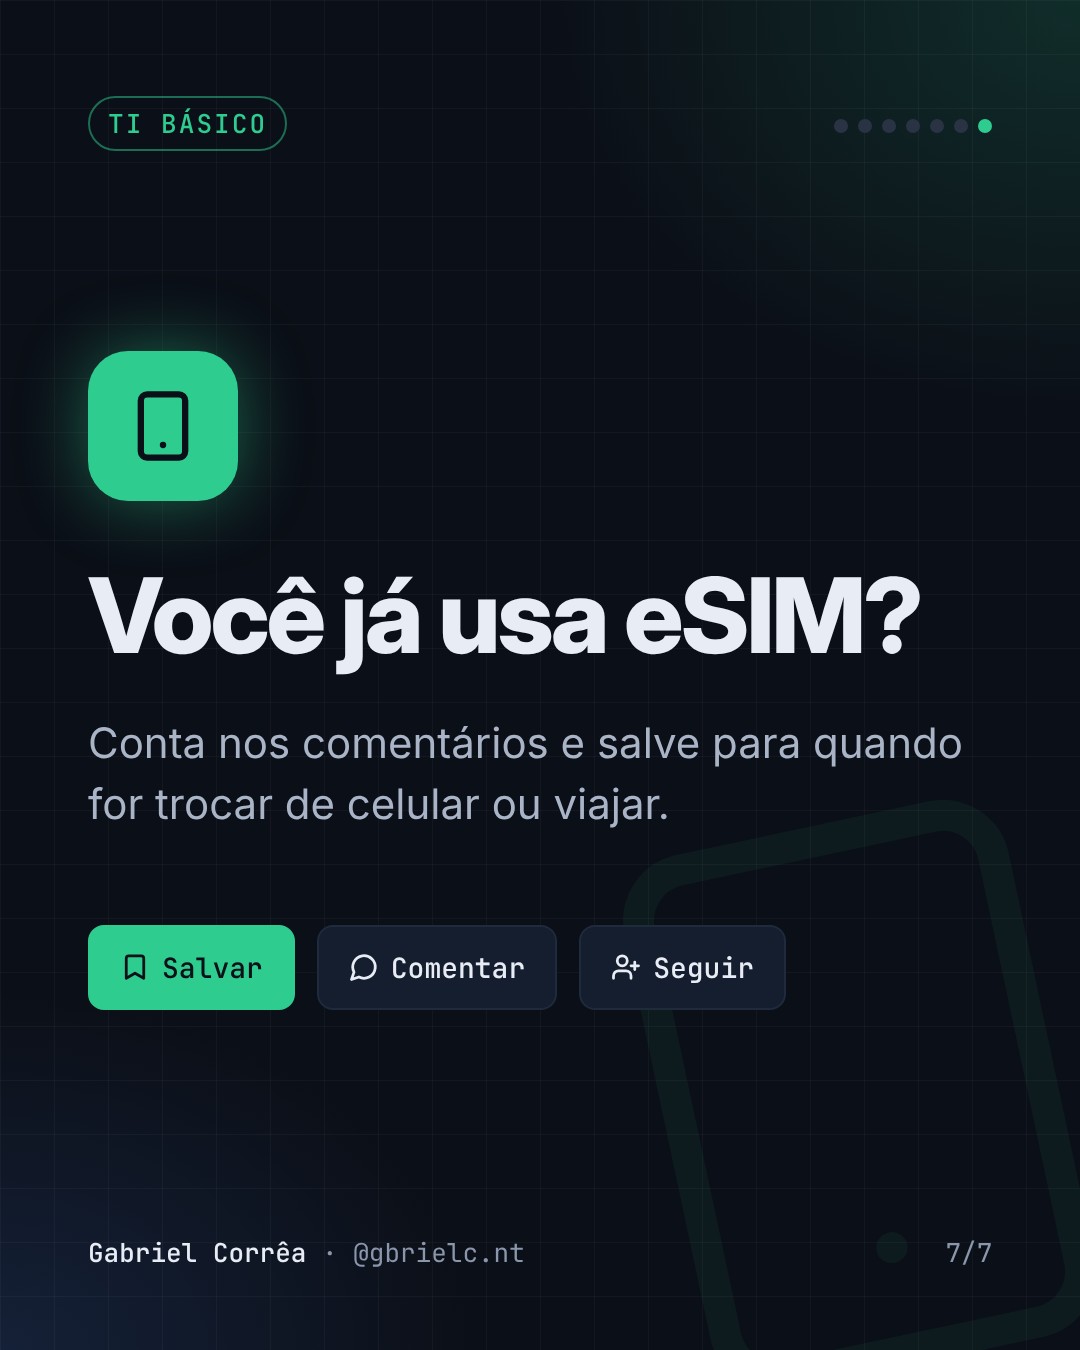 TI BÁSICO
Você já usa eSIM?
Conta nos comentários e salve para quando
for trocar de celular ou viajar.
Salvar
Comentar
Seguir
Gabriel Corrêa · @gbrielc.nt
7/7